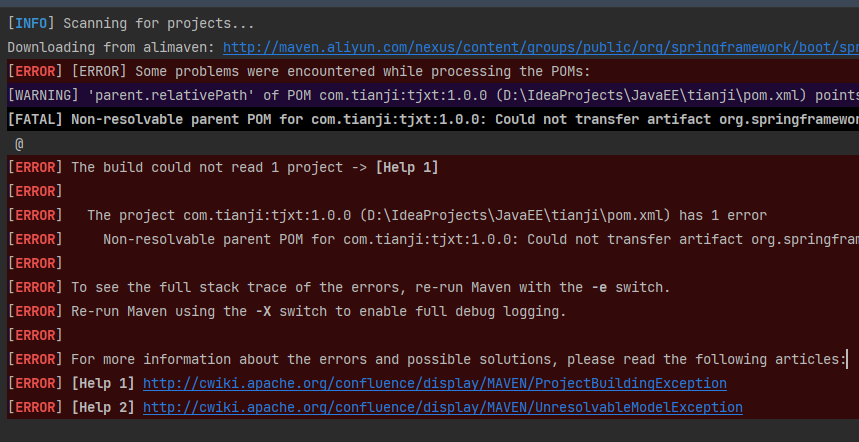 [INFO] Scanning for projects...
Downloading from alimaven: http://maven.aliyun.com/nexus/content/groups/public/org/springframework/boot/spr
[ERROR] [ERROR] Some problems were encountered while processing the POMs:
[WARNING] 'parent.relativePath' of POM com.tianji:tjxt:1.0.0 (D:\IdeaProjects\JavaEE\tianji\pom.xml) points
[FATAL] Non-resolvable parent POM for com.tianji:tjxt:1.0.0: Could not transfer artifact org.springframewo
@
[ERROR] The build could not read 1 project -> [Help 1]
[ERROR]
[ERROR]   The project com.tianji:tjxt:1.0.0 (D:\IdeaProjects\JavaEE\tianji\pom.xml) has 1 error
[ERROR]     Non-resolvable parent POM for com.tianji:tjxt:1.0.0: Could not transfer artifact org.springfram
[ERROR]
[ERROR] To see the full stack trace of the errors, re-run Maven with the -e switch.
[ERROR] Re-run Maven using the -X switch to enable full debug logging.
[ERROR]
[ERROR] For more information about the errors and possible solutions, please read the following articles:
[ERROR] [Help 1] http://cwiki.apache.org/confluence/display/MAVEN/ProjectBuildingException
[ERROR] [Help 2] http://cwiki.apache.org/confluence/display/MAVEN/UnresolvableModelException